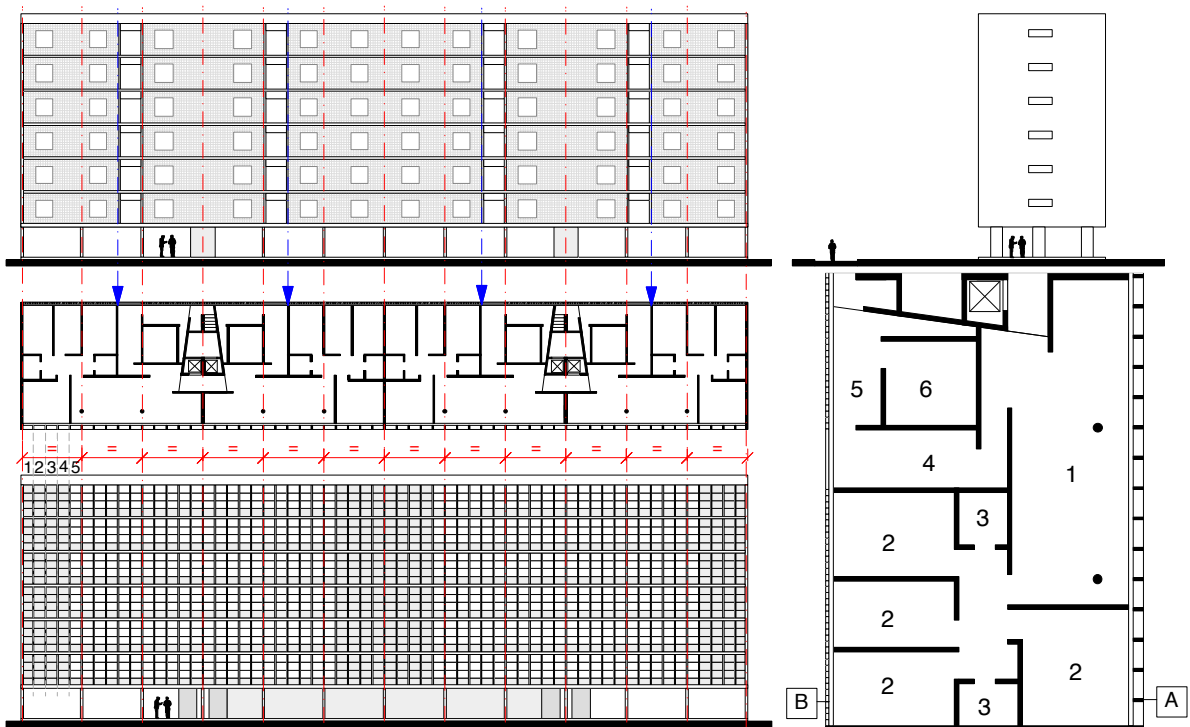 = = = = = = = = = = = =
1 2 3 4 5
5
6
4
1
3
2
2
2
2
3
B
A